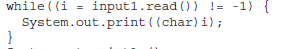 while((i = input1.read()) != -1) {
System.out.print((char)i);
}